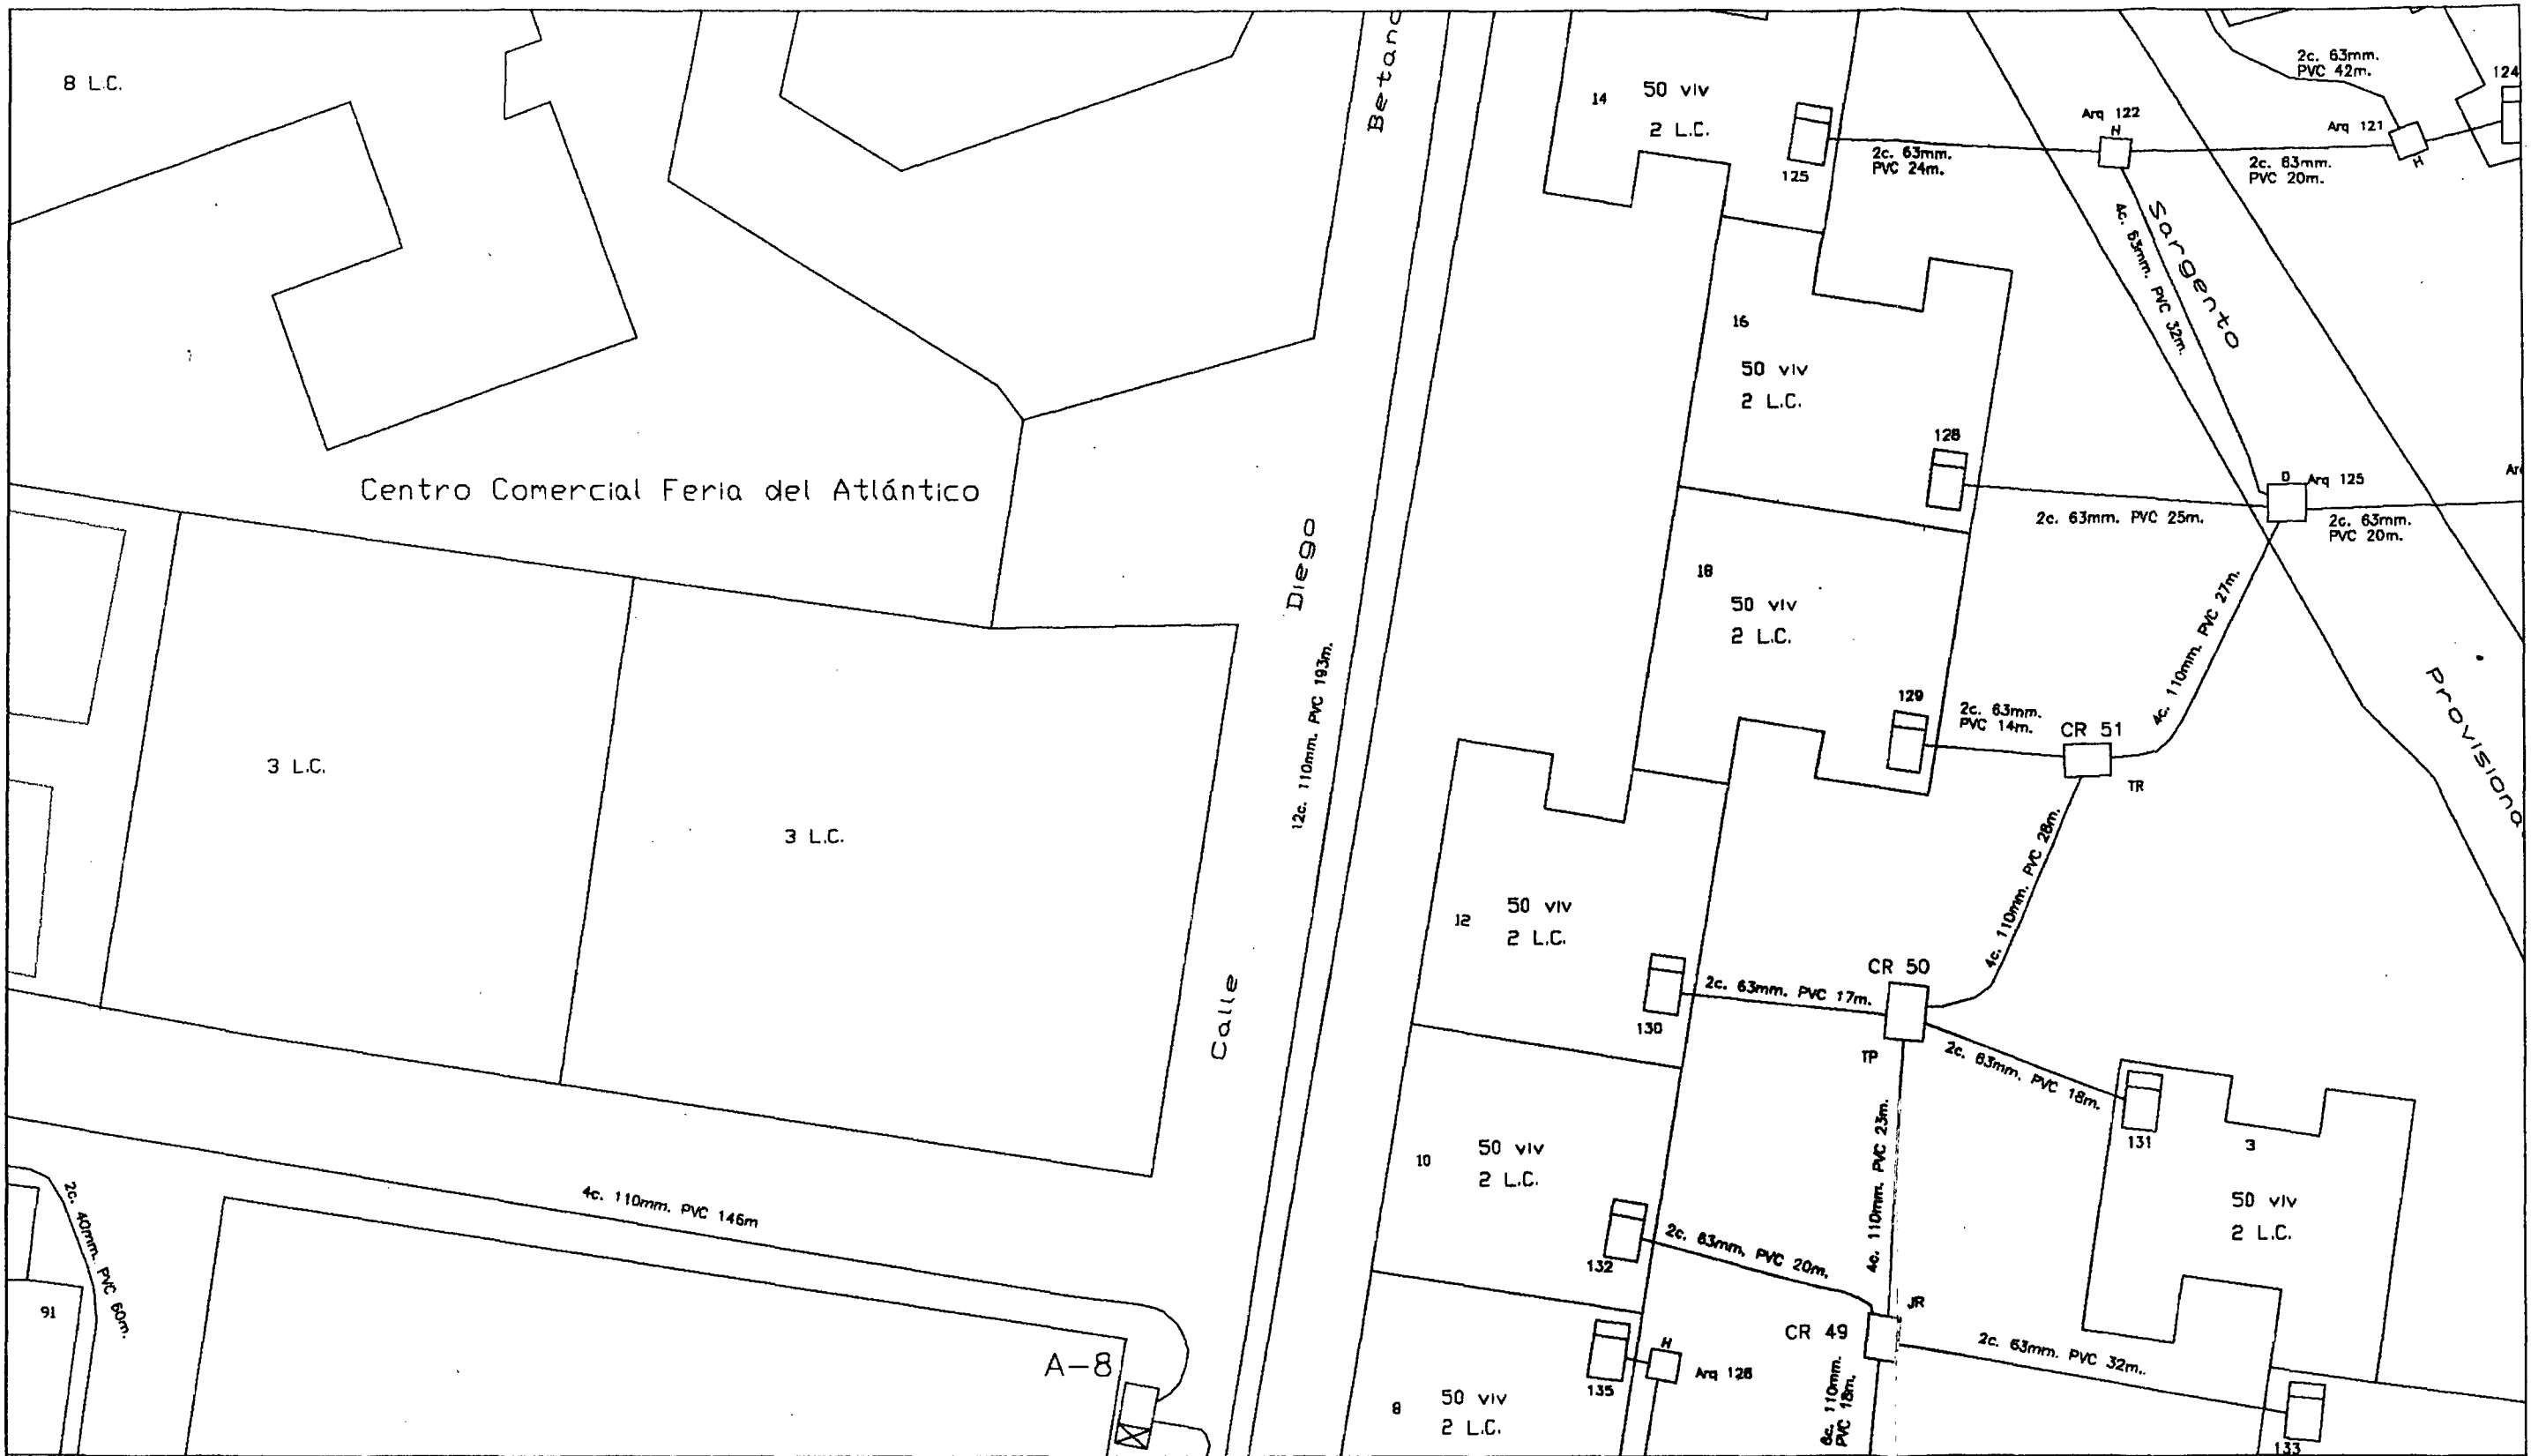 8 L.C.
Betanc
14
50 viv
2 L.C.
125
2c. 63mm.
PVC 24m.
Arq 122
H
2c. 63mm.
PVC 42m.
124
Arq 121
H
2c. 63mm.
PVC 20m.
4c. 63mm. PVC 32m.
Sargento
16
50 viv
2 L.C.
128
Centro Comercial Feria del Atlántico
2c. 63mm. PVC 25m.
D
Arq 125
2c. 63mm.
PVC 20m.
Diego
18
50 viv
2 L.C.
4c. 110mm. PVC 27m.
12c. 110mm. PVC 193m.
129
2c. 63mm.
PVC 14m.
CR 51
TR
Provisiona
3 L.C.
3 L.C.
4c. 110mm. PVC 28m.
12
50 viv
2 L.C.
Calle
130
2c. 63mm. PVC 17m.
CR 50
TP
2c. 63mm. PVC 18m.
131
3
50 viv
2 L.C.
10
50 viv
2 L.C.
4c. 110mm. PVC 23m.
4c. 110mm. PVC 146m
2c. 40mm. PVC 60m.
91
132
2c. 63mm. PVC 20m.
JR
CR 49
2c. 63mm. PVC 32m.
A-8
135
H
Arq 126
8
50 viv
2 L.C.
6c. 110mm.
PVC 18m.
133